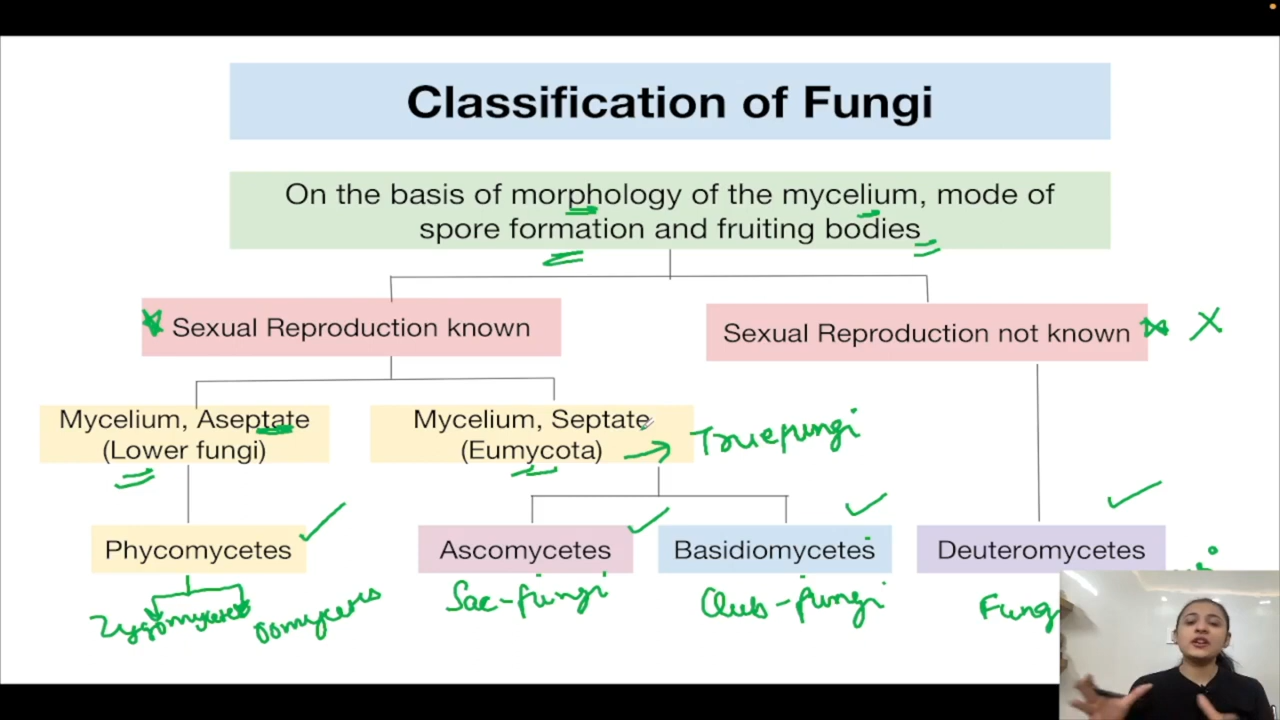 Classification of Fungi
On the basis of morphology of the mycelium, mode of
spore formation and fruiting bodies
Sexual Reproduction known
Sexual Reproduction not known X
Mycelium, Aseptate
(Lower fungi)
Mycelium, Septate
(Eumycota)
True fungi
Phycomycetes
Ascomycetes
Basidiomycetes
Deuteromycetes
Zygomycetes
oomycetes
Sac-fungi
Club-fungi